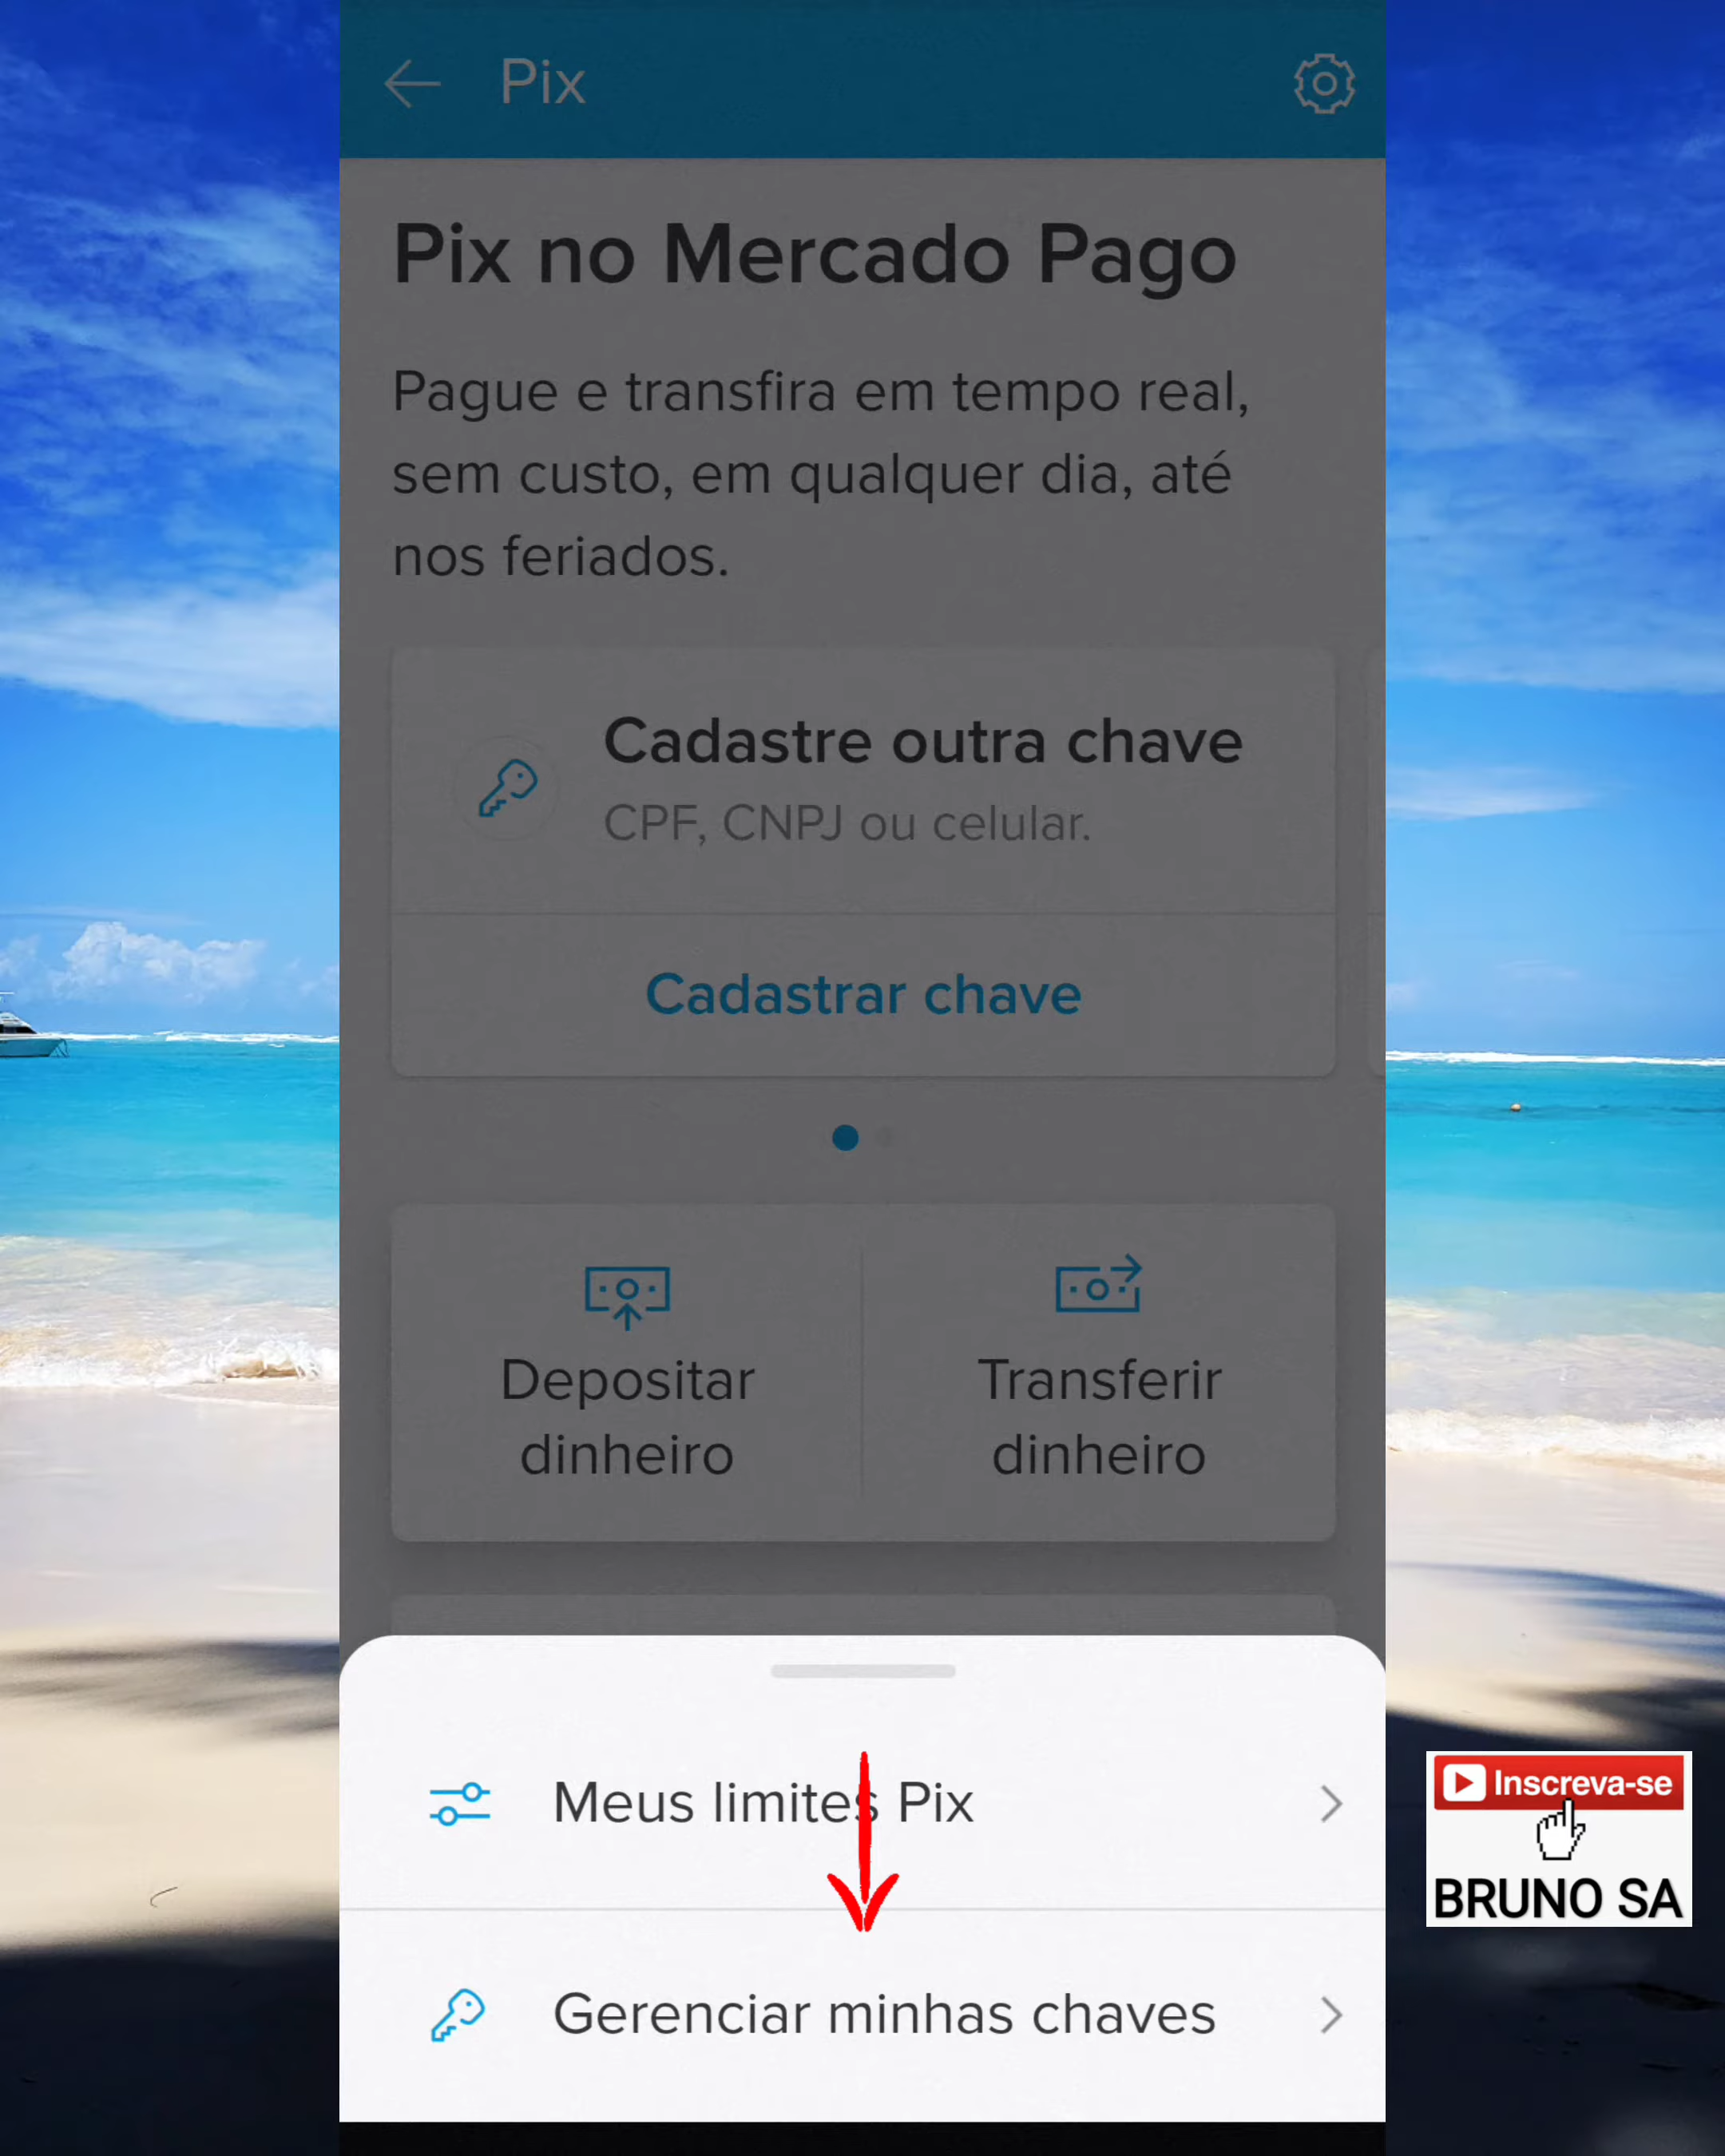 Pix
Pix no Mercado Pago
Pague e transfira em tempo real,
sem custo, em qualquer dia, até
nos feriados.
Cadastre outra chave
CPF, CNPJ ou celular.
Cadastrar chave
Depositar
dinheiro
Transferir
dinheiro
Meus limites Pix
Gerenciar minhas chaves
Inscreva-se
BRUNO SA